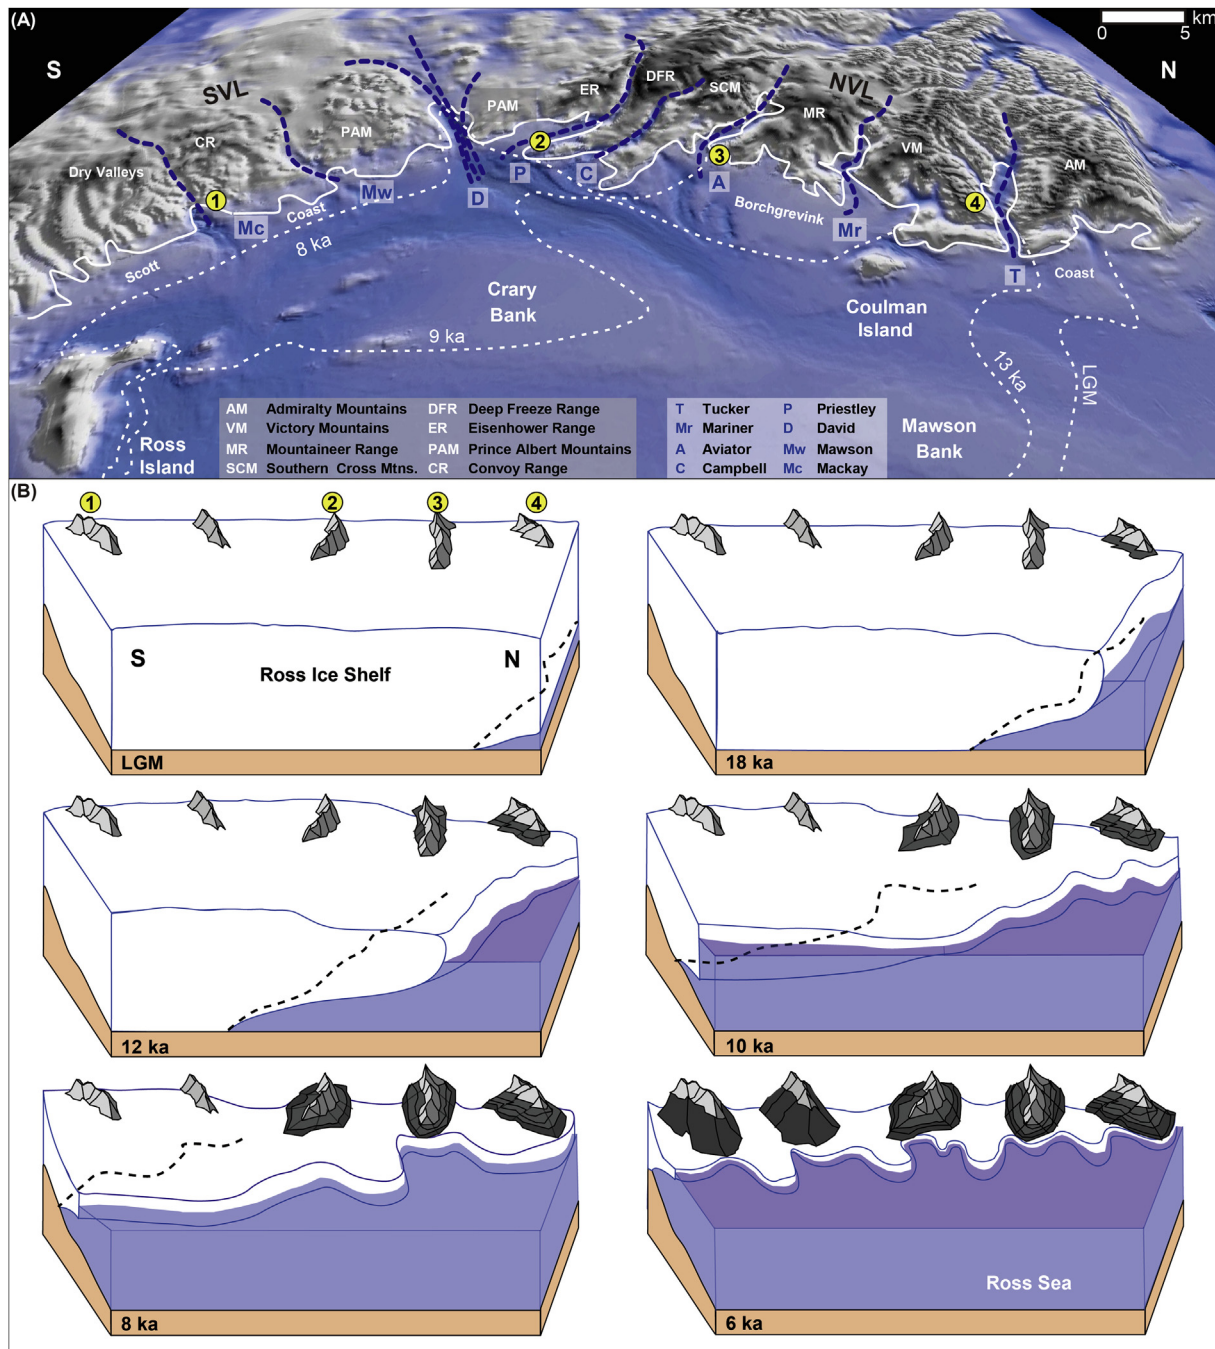 (A)
km
0 5
S
N
SVL
NVL
DFR
ER
SCM
PAM
CR
PAM
MR
VM
AM
Dry Valleys
1
2
3
4
Mc
Mw
D
P
C
A
Mr
T
Scott
Coast
8 ka
Borchgrevink
Coast
Crary
Bank
9 ka
Coulman
Island
13 ka
LGM
Mawson
Bank
Ross
Island
AM Admiralty Mountains DFR Deep Freeze Range
VM Victory Mountains ER Eisenhower Range
MR Mountaineer Range PAM Prince Albert Mountains
SCM Southern Cross Mtns. CR Convoy Range
T Tucker P Priestley
Mr Mariner D David
A Aviator Mw Mawson
C Campbell Mc Mackay
(B)
1 2 3 4
S N
Ross Ice Shelf
LGM
18 ka
12 ka
10 ka
8 ka
Ross Sea
6 ka